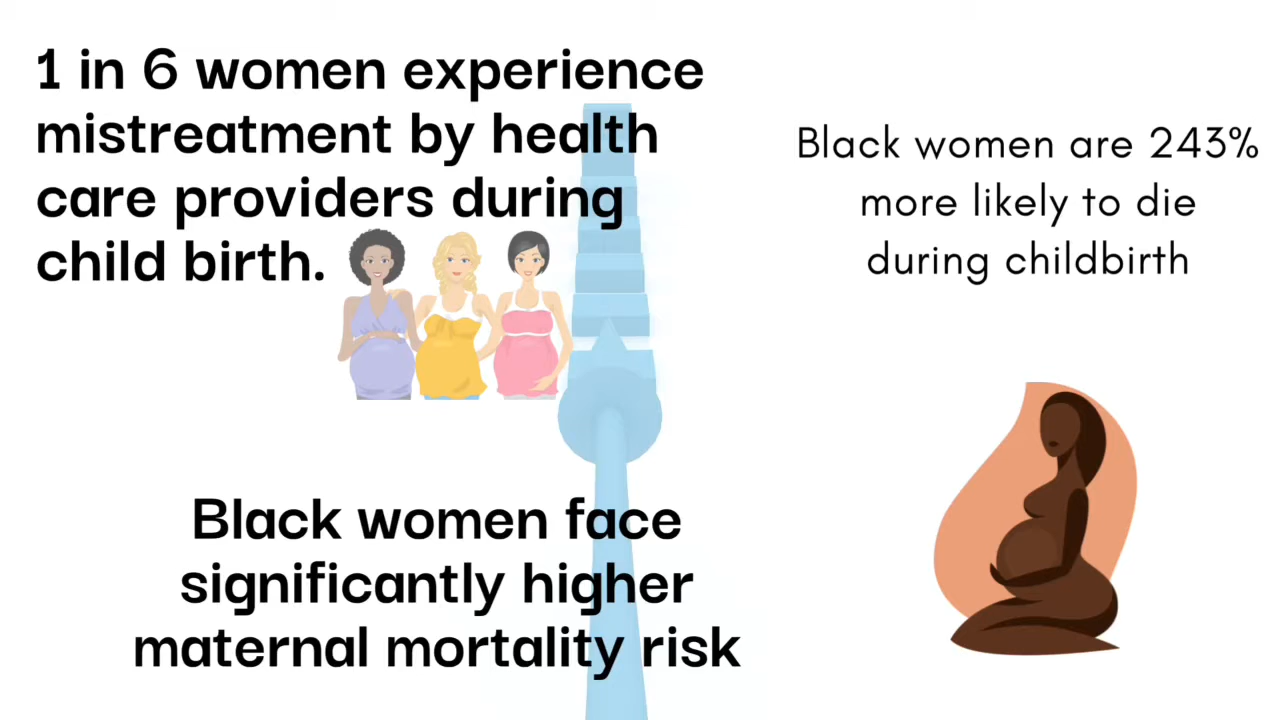 1 in 6 women experience
mistreatment by health
care providers during
child birth.
Black women are 243%
more likely to die
during childbirth
Black women face
significantly higher
maternal mortality risk